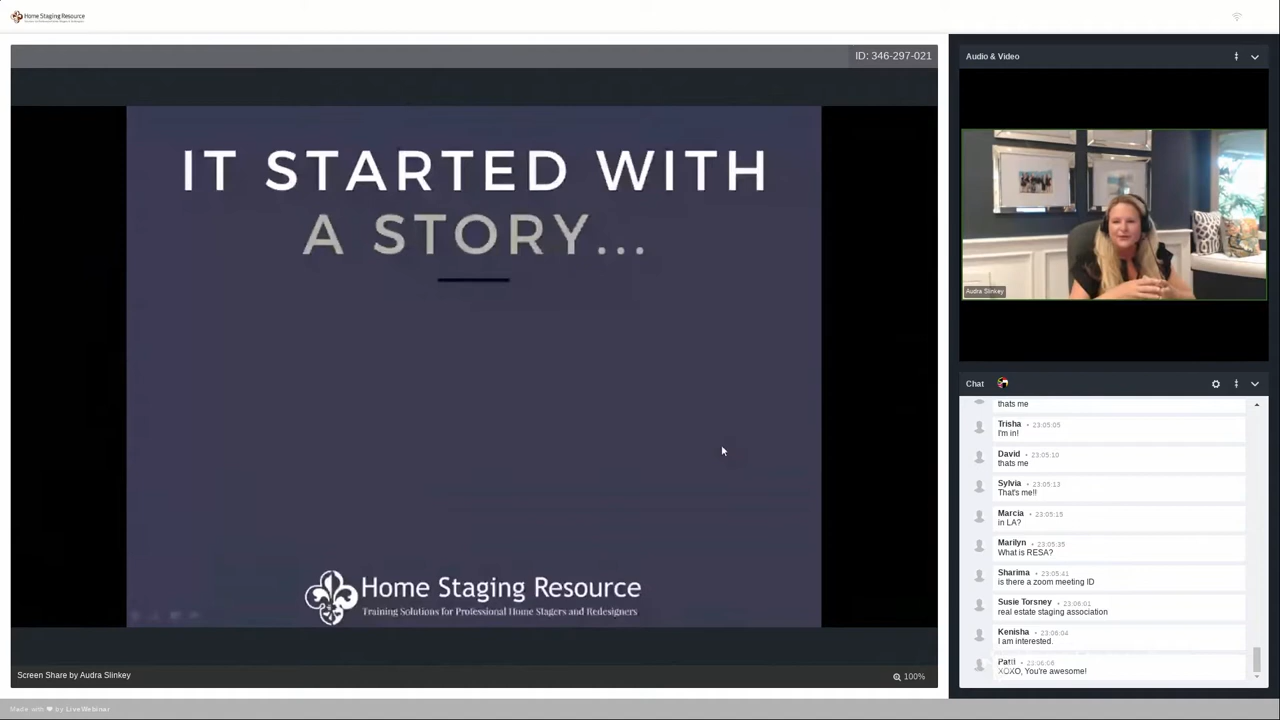 Home Staging Resource
ID: 346-297-021
IT STARTED WITH
A STORY...
Home Staging Resource
Training Solutions for Professional Home Stagers and Redesigners
Screen Share by Audra Slinkey
100%
Made with ❤ by LiveWebinar
Audio & Video
Audra Slinkey
Chat
thats me
Trisha • 23:05:05
I'm in!
David • 23:05:10
thats me
Sylvia • 23:05:13
That's me!!
Marcia • 23:05:15
in LA?
Marilyn • 23:05:35
What is RESA?
Sharima • 23:05:41
is there a zoom meeting ID
Susie Torsney • 23:06:01
real estate staging association
Kenisha • 23:06:04
I am interested.
Patti • 23:06:06
XOXO, You're awesome!